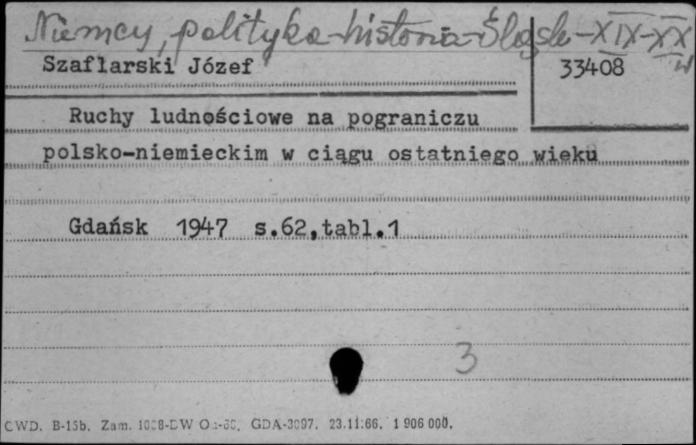 Niemcy, polityka-historia-Śląsk-XIX-XX w
Szaflarski Józef
33408
Ruchy ludnościowe na pograniczu
polsko-niemieckim w ciągu ostatniego wieku
Gdańsk 1947 s.62,tabl.1
3
CWD. B-15b. Zam. GDA-3097. 23.11.66. 1 906 000.